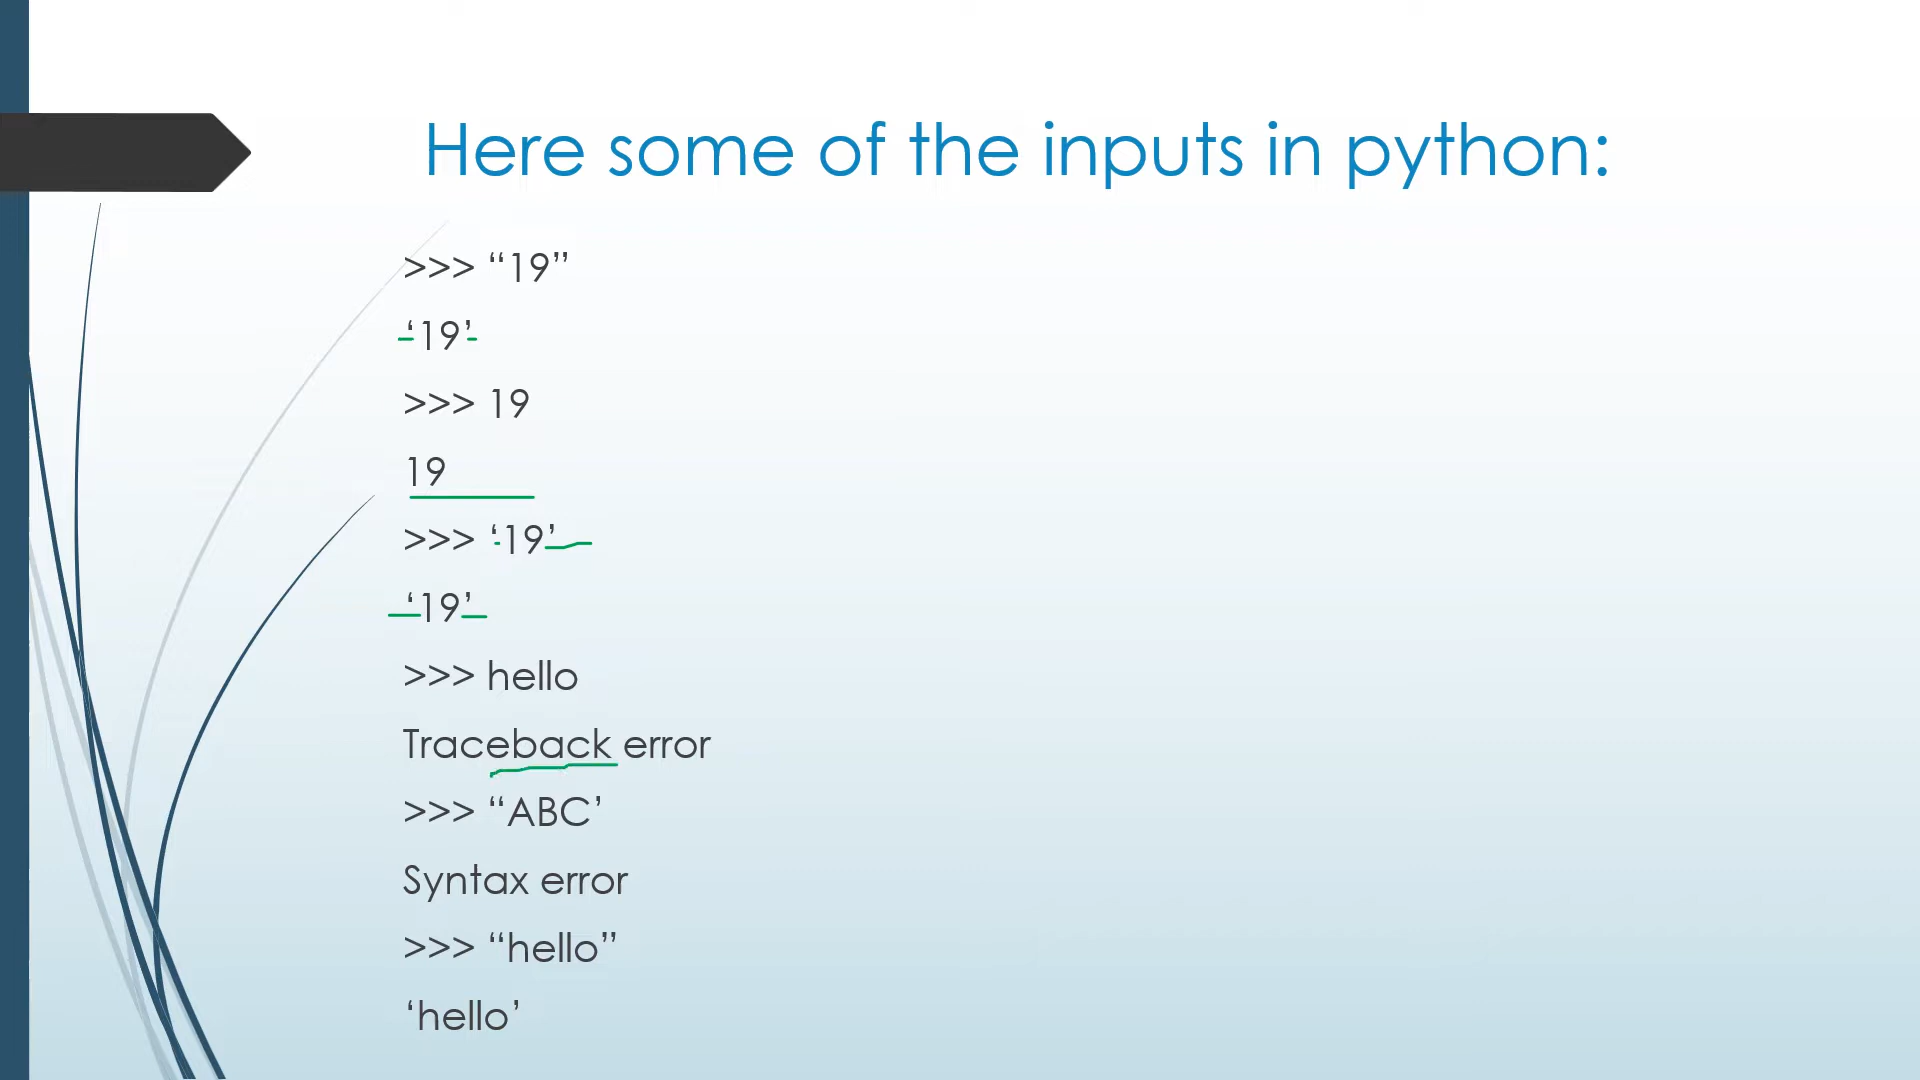 Here some of the inputs in python:
>>> “19”
‘19’
>>> 19
19
>>> ‘19’
‘19’
>>> hello
Traceback error
>>> “ABC’
Syntax error
>>> “hello”
‘hello’